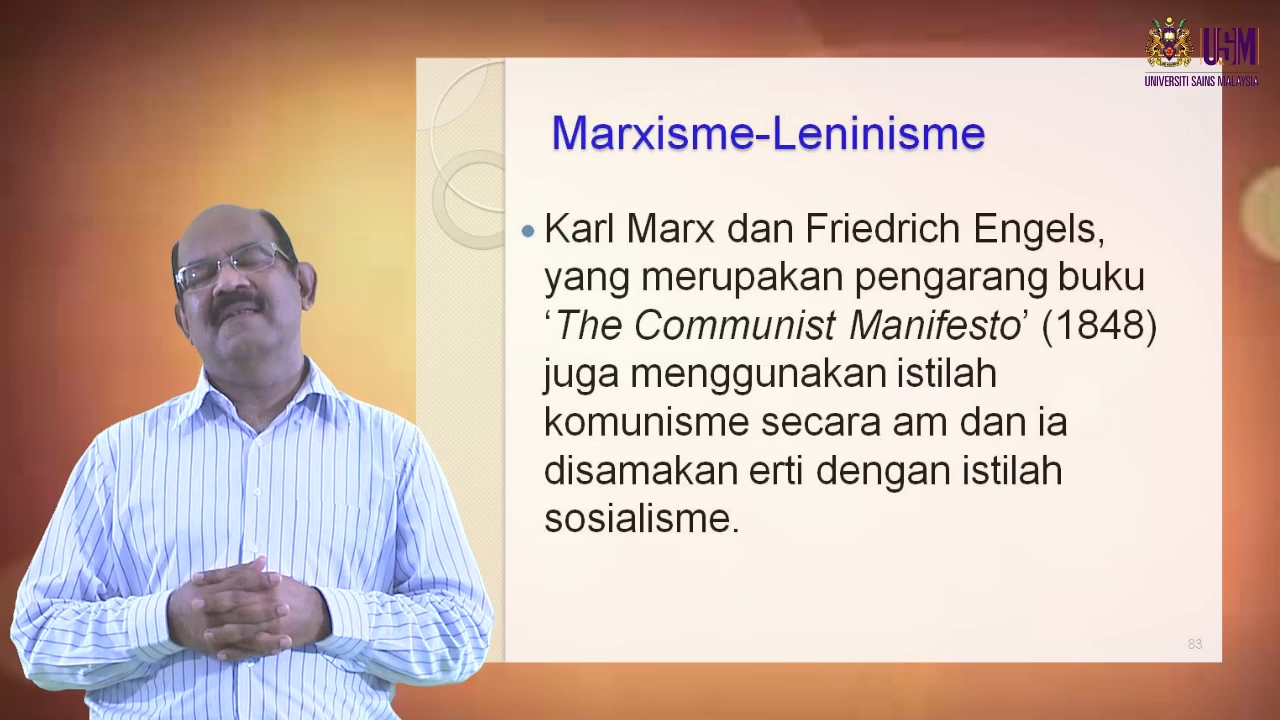 USM
UNIVERSITI SAINS MALAYSIA
Marxisme-Leninisme
Karl Marx dan Friedrich Engels,
yang merupakan pengarang buku
‘The Communist Manifesto’ (1848)
juga menggunakan istilah
komunisme secara am dan ia
disamakan erti dengan istilah
sosialisme.
83